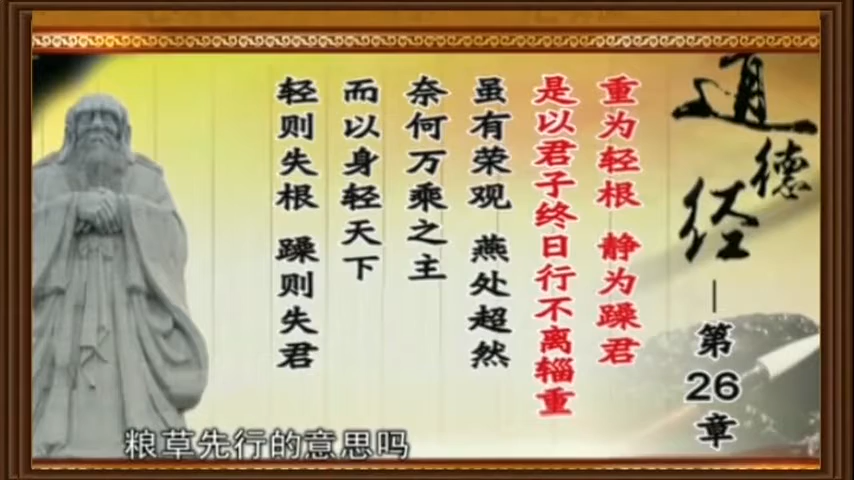 道德经
—第26章
重为轻根 静为躁君
是以君子终日行不离辎重
虽有荣观 燕处超然
奈何万乘之主
而以身轻天下
轻则失根 躁则失君
粮草先行的意思吗